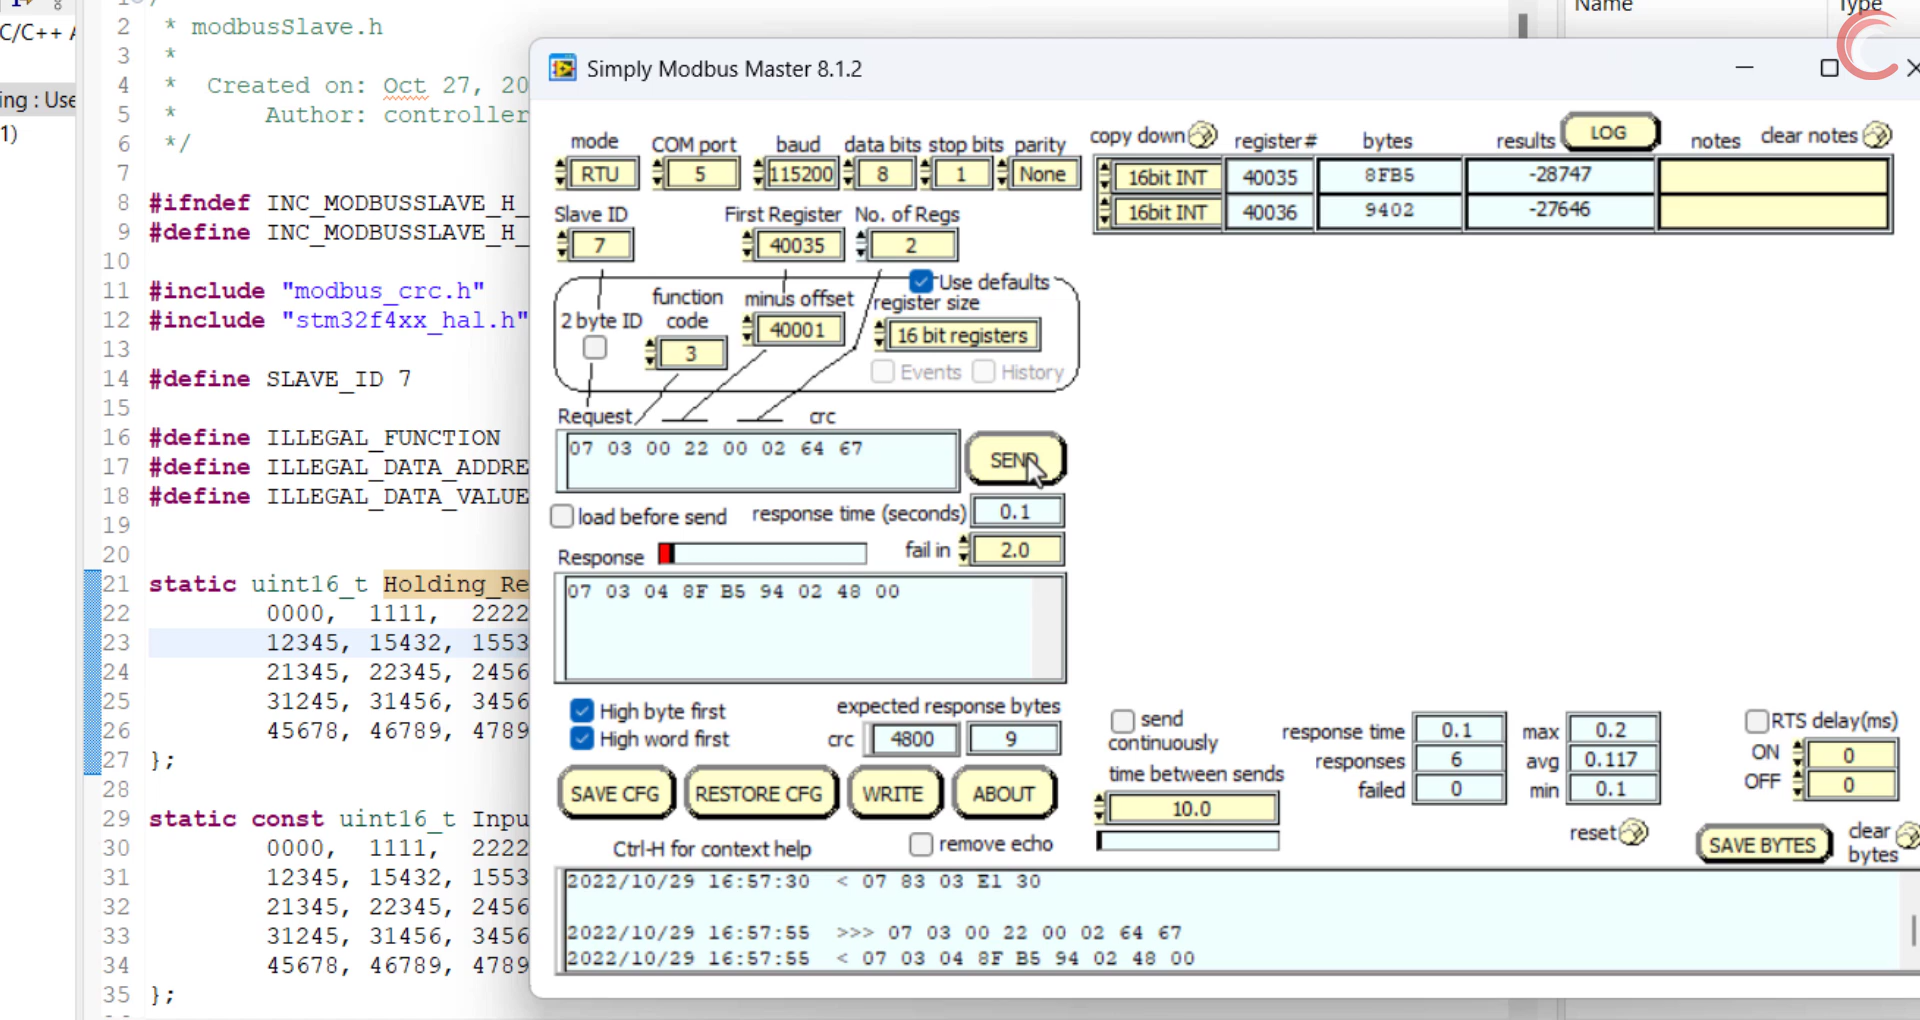 C/C++ A
ing : Use
1)
2 * modbusSlave.h
3 *
4 * Created on: Oct 27, 20
5 * Author: controller
6 */
7
8 #ifndef INC_MODBUSSLAVE_H_
9 #define INC_MODBUSSLAVE_H_
10
11 #include "modbus_crc.h"
12 #include "stm32f4xx_hal.h"
13
14 #define SLAVE_ID 7
15
16 #define ILLEGAL_FUNCTION
17 #define ILLEGAL_DATA_ADDRE
18 #define ILLEGAL_DATA_VALUE
19
20
21 static uint16_t Holding_Re
22 0000, 1111, 2222
23 12345, 15432, 1553
24 21345, 22345, 2456
25 31245, 31456, 3456
26 45678, 46789, 4789
27 };
28
29 static const uint16_t Inpu
30 0000, 1111, 2222
31 12345, 15432, 1553
32 21345, 22345, 2456
33 31245, 31456, 3456
34 45678, 46789, 4789
35 };
Name Type
Simply Modbus Master 8.1.2
mode COM port baud data bits stop bits parity
RTU 5 115200 8 1 None
Slave ID First Register No. of Regs
7 40035 2
Use defaults
function minus offset register size
2 byte ID code 40001 16 bit registers
3
Events History
Request crc
07 03 00 22 00 02 64 67
SEND
load before send response time (seconds) 0.1
Response fail in 2.0
07 03 04 8F B5 94 02 48 00
High byte first expected response bytes
High word first crc 4800 9
SAVE CFG RESTORE CFG WRITE ABOUT
Ctrl-H for context help remove echo
copy down register# bytes results LOG notes clear notes
16bit INT 40035 8FB5 -28747
16bit INT 40036 9402 -27646
send continuously
time between sends
10.0
response time 0.1 max 0.2
responses 6 avg 0.117
failed 0 min 0.1
reset
RTS delay(ms)
ON 0
OFF 0
SAVE BYTES clear bytes
2022/10/29 16:57:30 < 07 83 03 E1 30
2022/10/29 16:57:55 >>> 07 03 00 22 00 02 64 67
2022/10/29 16:57:55 < 07 03 04 8F B5 94 02 48 00